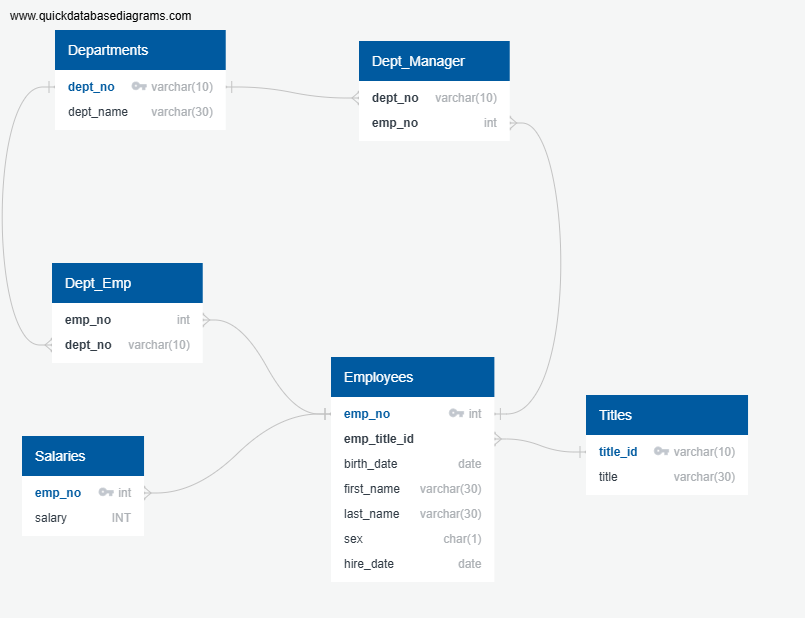 www.quickdatabasediagrams.com
Departments
dept_no varchar(10)
dept_name varchar(30)
Dept_Manager
dept_no varchar(10)
emp_no int
Dept_Emp
emp_no int
dept_no varchar(10)
Employees
emp_no int
emp_title_id
birth_date date
first_name varchar(30)
last_name varchar(30)
sex char(1)
hire_date date
Titles
title_id varchar(10)
title varchar(30)
Salaries
emp_no int
salary INT